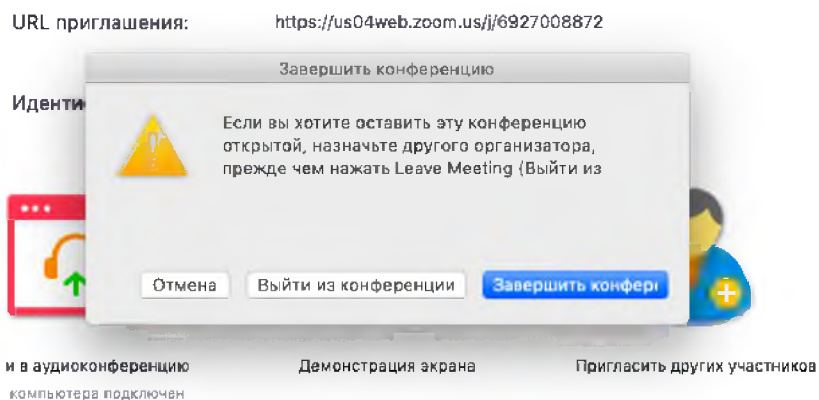 URL приглашения: https://us04web.zoom.us/j/6927008872
Завершить конференцию
Иденти
Если вы хотите оставить эту конференцию
открытой, назначьте другого организатора,
прежде чем нажать Leave Meeting (Выйти из
Отмена Выйти из конференции Завершить конфер
и в аудиоконференцию Демонстрация экрана Пригласить других участников
компьютера подключен